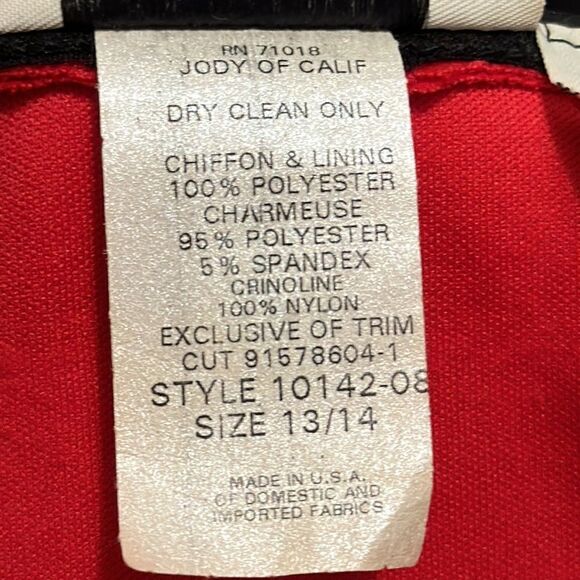 RN 71018
JODY OF CALIF
DRY CLEAN ONLY
CHIFFON & LINING
100% POLYESTER
CHARMEUSE
95% POLYESTER
5% SPANDEX
CRINOLINE
100% NYLON
EXCLUSIVE OF TRIM
CUT 91578604-1
STYLE 10142-08
SIZE 13/14
MADE IN U.S.A.
OF DOMESTIC AND
IMPORTED FABRICS